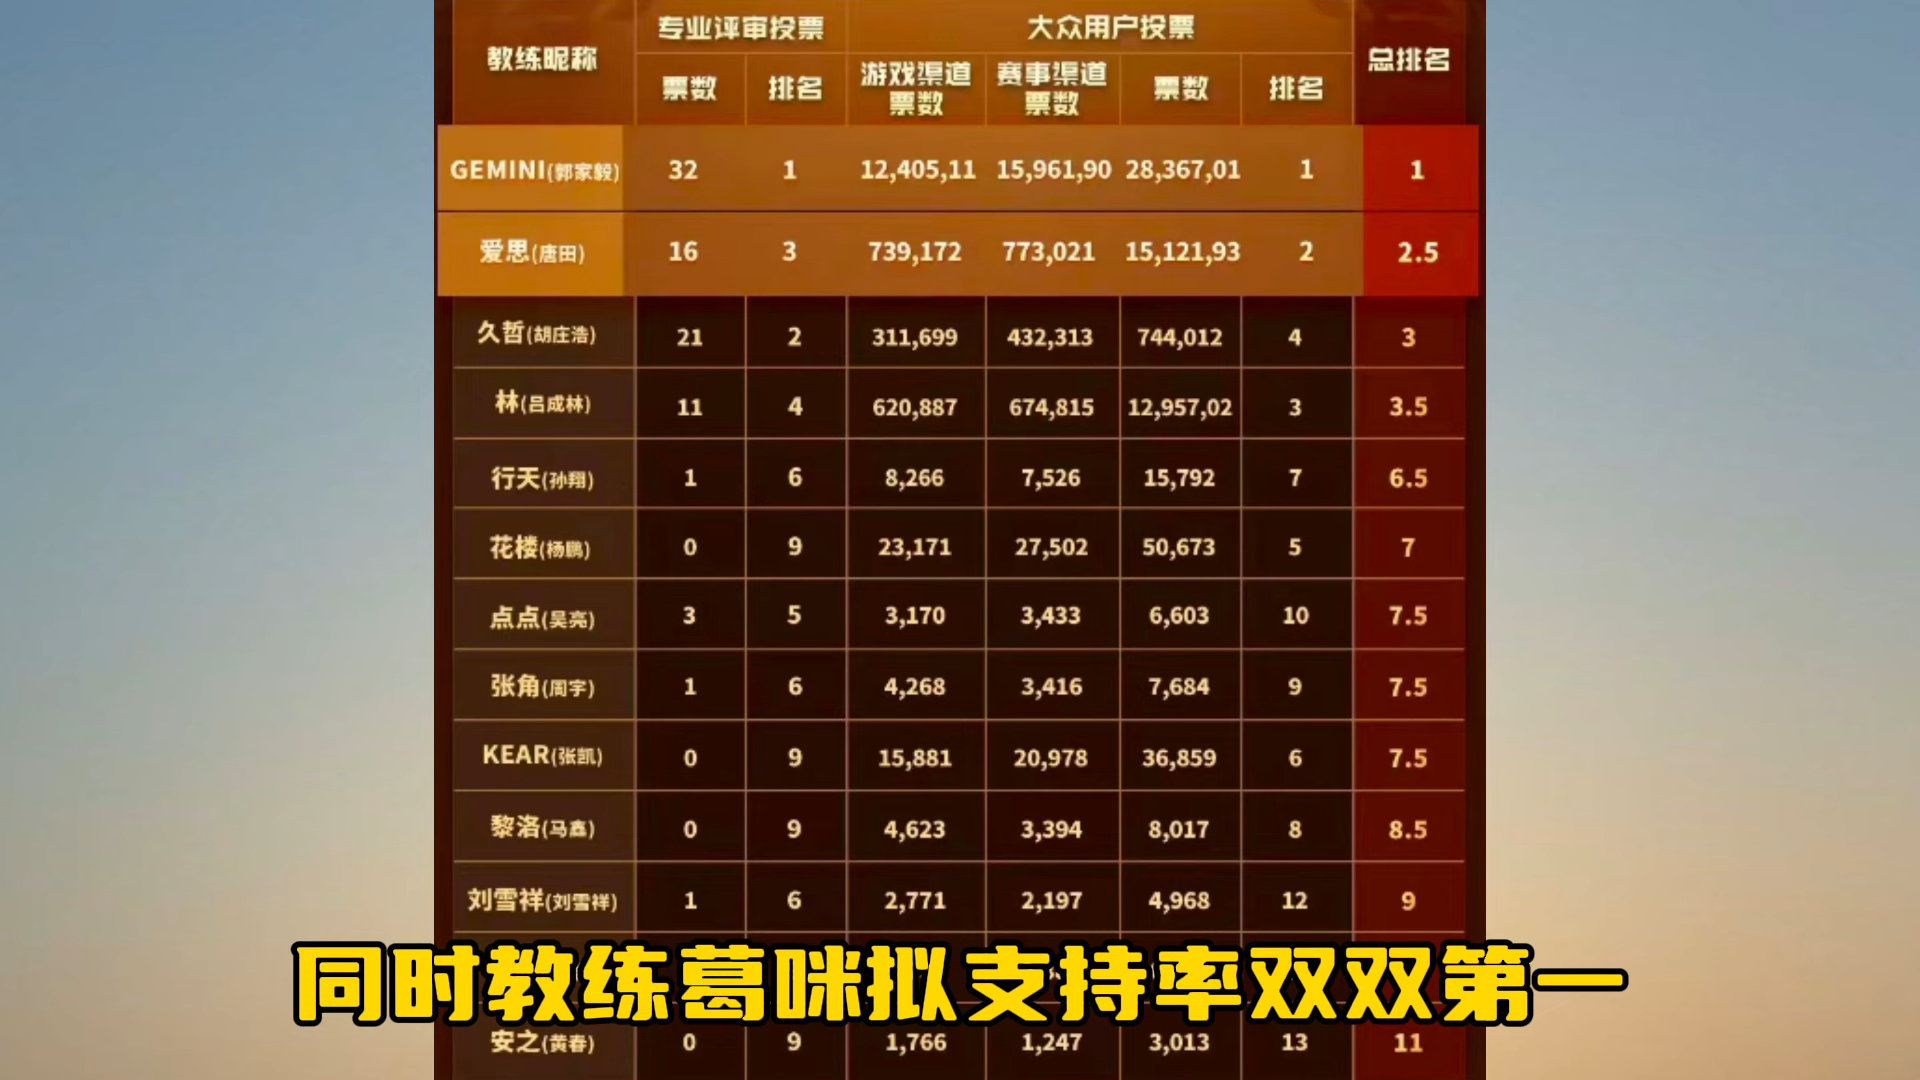 教练昵称 专业评审投票 大众用户投票 总排名
票数 排名 游戏渠道票数 赛事渠道票数 票数 排名
GEMINI(郭家毅) 32 1 12,405,11 15,961,90 28,367,01 1 1
爱思(唐田) 16 3 739,172 773,021 15,121,93 2 2.5
久哲(胡庄浩) 21 2 311,699 432,313 744,012 4 3
林(吕成林) 11 4 620,887 674,815 12,957,02 3 3.5
行天(孙翔) 1 6 8,266 7,526 15,792 7 6.5
花楼(杨鹏) 0 9 23,171 27,502 50,673 5 7
点点(吴亮) 3 5 3,170 3,433 6,603 10 7.5
张角(周宇) 1 6 4,268 3,416 7,684 9 7.5
KEAR(张凯) 0 9 15,881 20,978 36,859 6 7.5
黎洛(马鑫) 0 9 4,623 3,394 8,017 8 8.5
刘雪祥(刘雪祥) 1 6 2,771 2,197 4,968 12 9
同时教练葛咪拟支持率双双第一
安之(黄春) 0 9 1,766 1,247 3,013 13 11